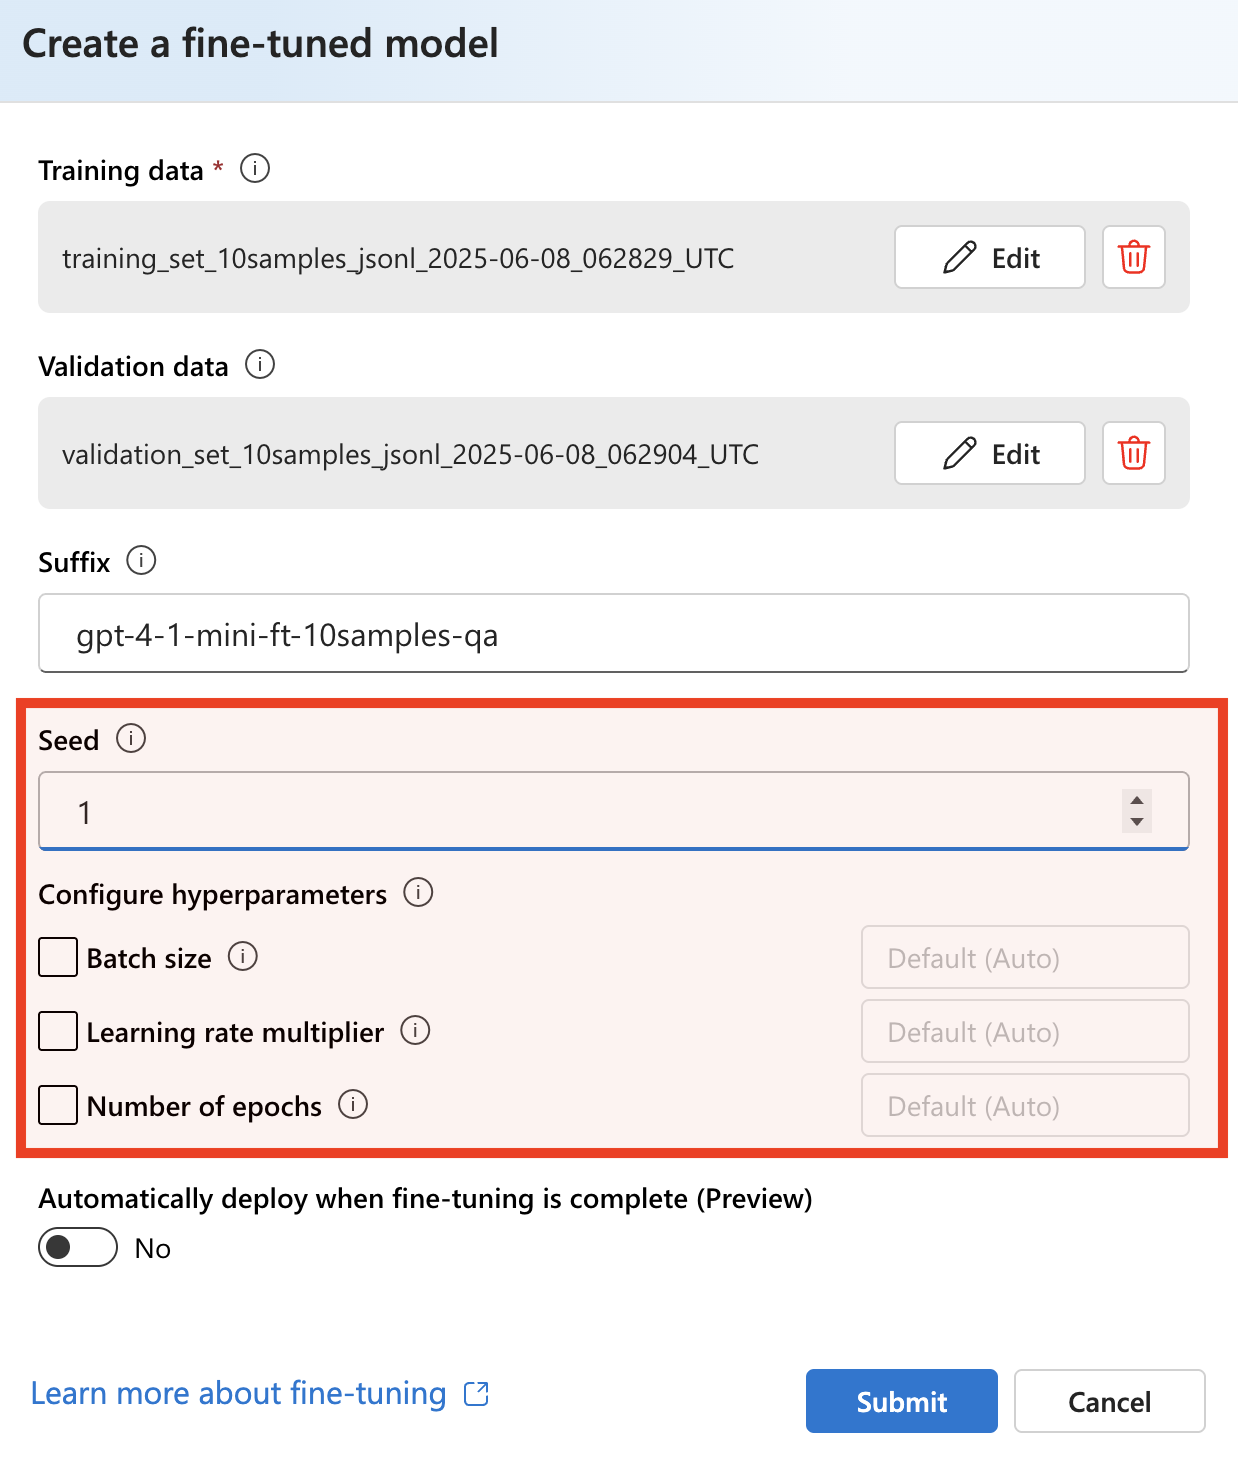 Create a fine-tuned model
Training data *
training_set_10samples_jsonl_2025-06-08_062829_UTC
Edit
Validation data
validation_set_10samples_jsonl_2025-06-08_062904_UTC
Edit
Suffix
gpt-4-1-mini-ft-10samples-qa
Seed
1
Configure hyperparameters
Batch size
Default (Auto)
Learning rate multiplier
Default (Auto)
Number of epochs
Default (Auto)
Automatically deploy when fine-tuning is complete (Preview)
No
Learn more about fine-tuning
Submit
Cancel